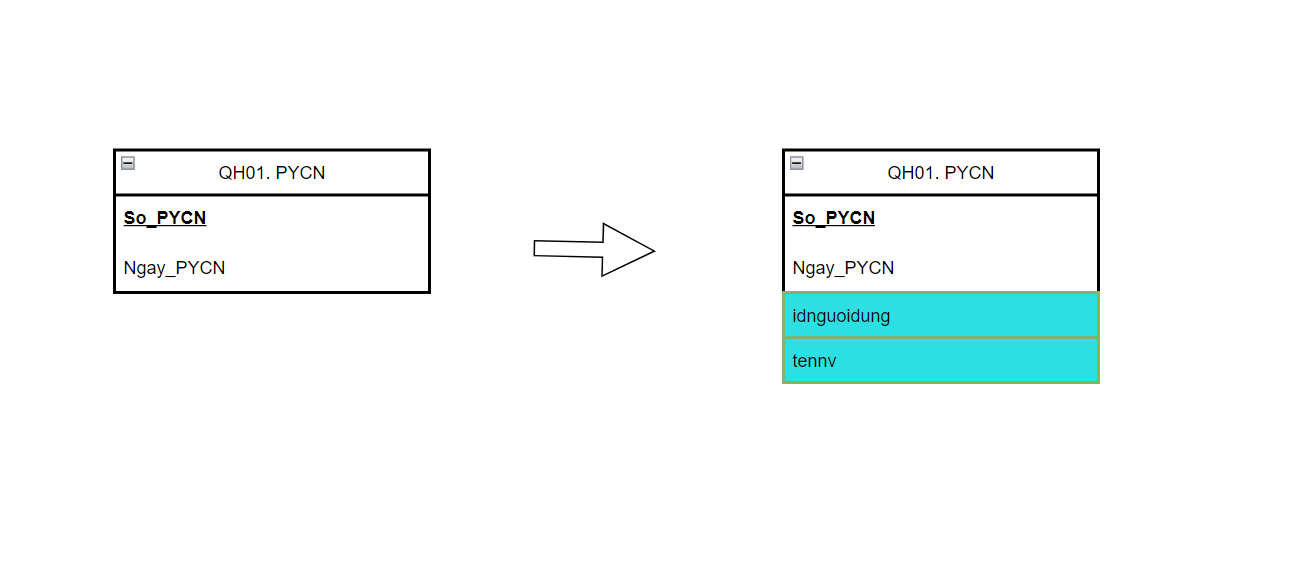 QH01. PYCN
So_PYCN
Ngay_PYCN
QH01. PYCN
So_PYCN
Ngay_PYCN
idnguoidung
tennv